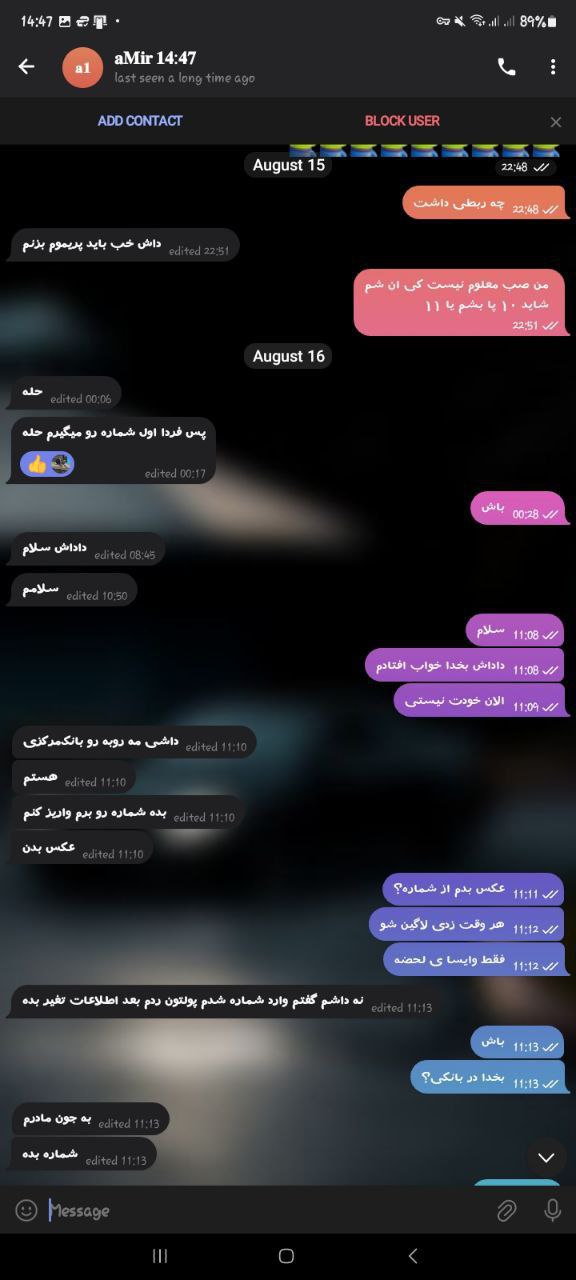 14:47
89%
a1
aMir 14:47
last seen a long time ago
ADD CONTACT
BLOCK USER
August 15
22:48
چه ربطی داشت 22:48
داش خب باید پریموم بزنم edited 22:51
من صب معلوم نیست کی ان شم
شاید ۱۰ پا بشم یا ۱۱
22:51
August 16
حله edited 00:06
پس فردا اول شماره رو میگیرم حله
edited 00:17
باش 00:28
داداش سلام edited 08:45
سلامم edited 10:50
سلام 11:08
داداش بخدا خواب افتادم 11:08
الان خودت نیستی 11:09
داشی مه روبه رو بانکمرکزی edited 11:10
هستم edited 11:10
بده شماره رو برم واریز کنم edited 11:10
عکس بدن edited 11:10
عکس بدم از شماره؟ 11:11
هر وقت زدی لاگین شو 11:12
فقط وایسا ی لحضه 11:12
نه داشم گفتم وارد شماره شدم پولتون ردم بعد اطلاعات تغیر بده edited 11:13
باش 11:13
بخدا در بانکی؟ 11:13
به جون مادرم edited 11:13
شماره بده edited 11:13
Message